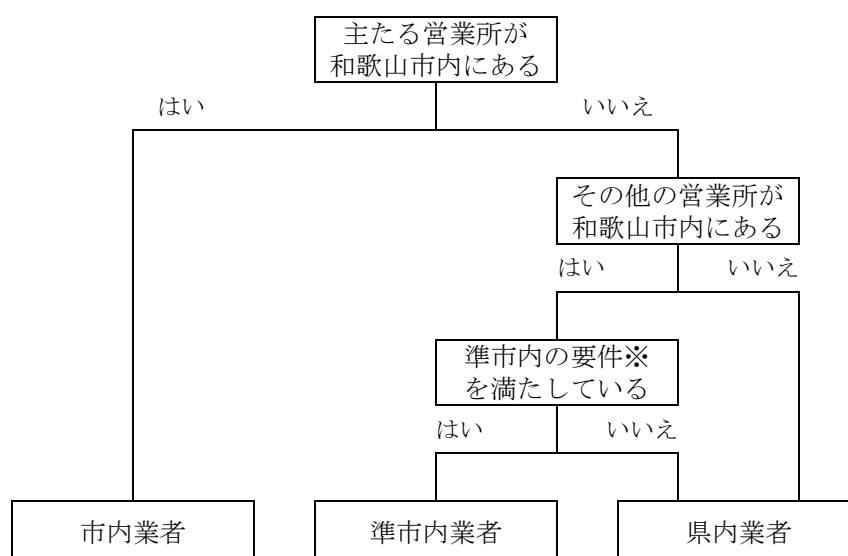 主たる営業所が
和歌山市内にある
はい
いいえ
その他の営業所が
和歌山市内にある
はい
いいえ
準市内の要件※
を満たしている
はい
いいえ
市内業者
準市内業者
県内業者